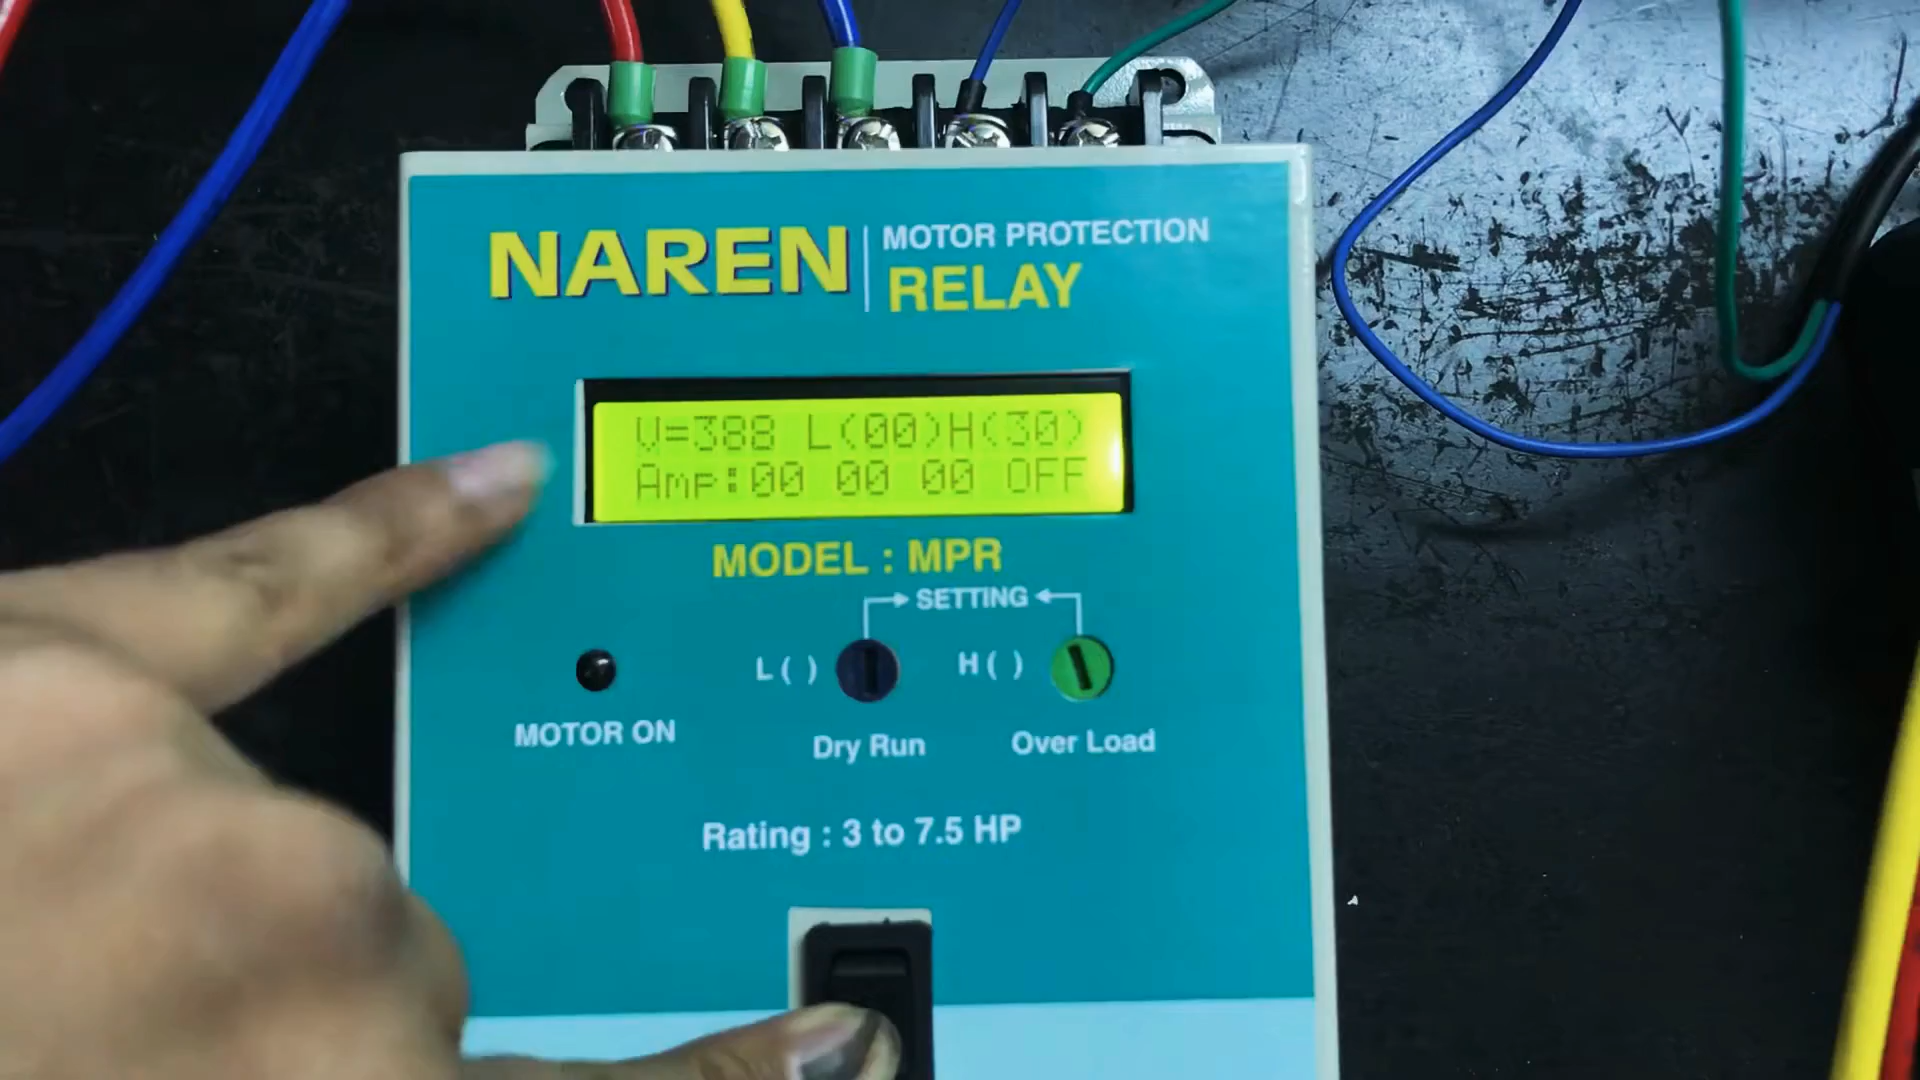 NAREN
MOTOR PROTECTION
RELAY
V=388 L(00)H(30)
Amp:00 00 00 OFF
MODEL : MPR
SETTING
L ( )
H ( )
MOTOR ON
Dry Run
Over Load
Rating : 3 to 7.5 HP